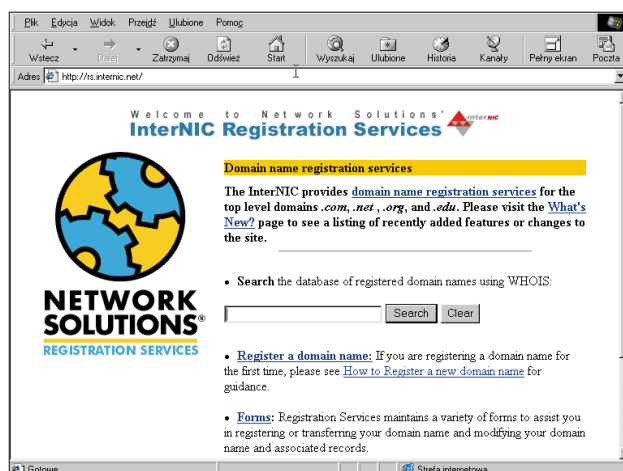 Plik Edycja Widok Przejdź Ulubione Pomoc
Wstecz Dalej Zatrzymaj Odśwież Start Wyszukaj Ulubione Historia Kanały Pełny ekran Poczta
Adres http://rs.internic.net/
Welcome to Network Solutions'
InterNIC Registration Services
InterNIC
Domain name registration services
The InterNIC provides domain name registration services for the
top level domains .com, .net , .org, and .edu. Please visit the What's
New? page to see a listing of recently added features or changes to
the site.
• Search the database of registered domain names using WHOIS:
Search Clear
NETWORK
SOLUTIONS®
REGISTRATION SERVICES
• Register a domain name: If you are registering a domain name for
the first time, please see How to Register a new domain name for
guidance.
• Forms: Registration Services maintains a variety of forms to assist you
in registering or transferring your domain name and modifying your domain
name and associated records.
Gotowe Strefa internetowa